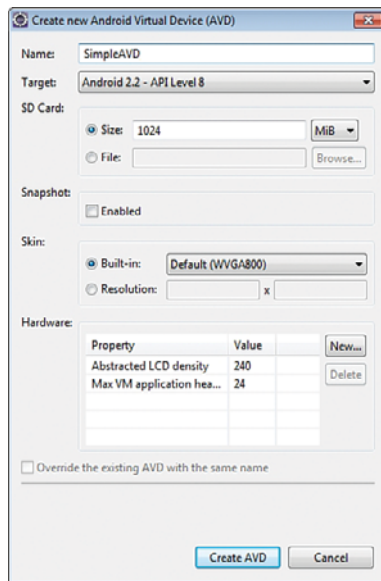 Create new Android Virtual Device (AVD)
Name: SimpleAVD
Target: Android 2.2 - API Level 8
SD Card:
Size: 1024 MiB
File: Browse...
Snapshot:
Enabled
Skin:
Built-in: Default (WVGA800)
Resolution: x
Hardware:
Property Value New...
Abstracted LCD density 240 Delete
Max VM application hea... 24
Override the existing AVD with the same name
Create AVD Cancel